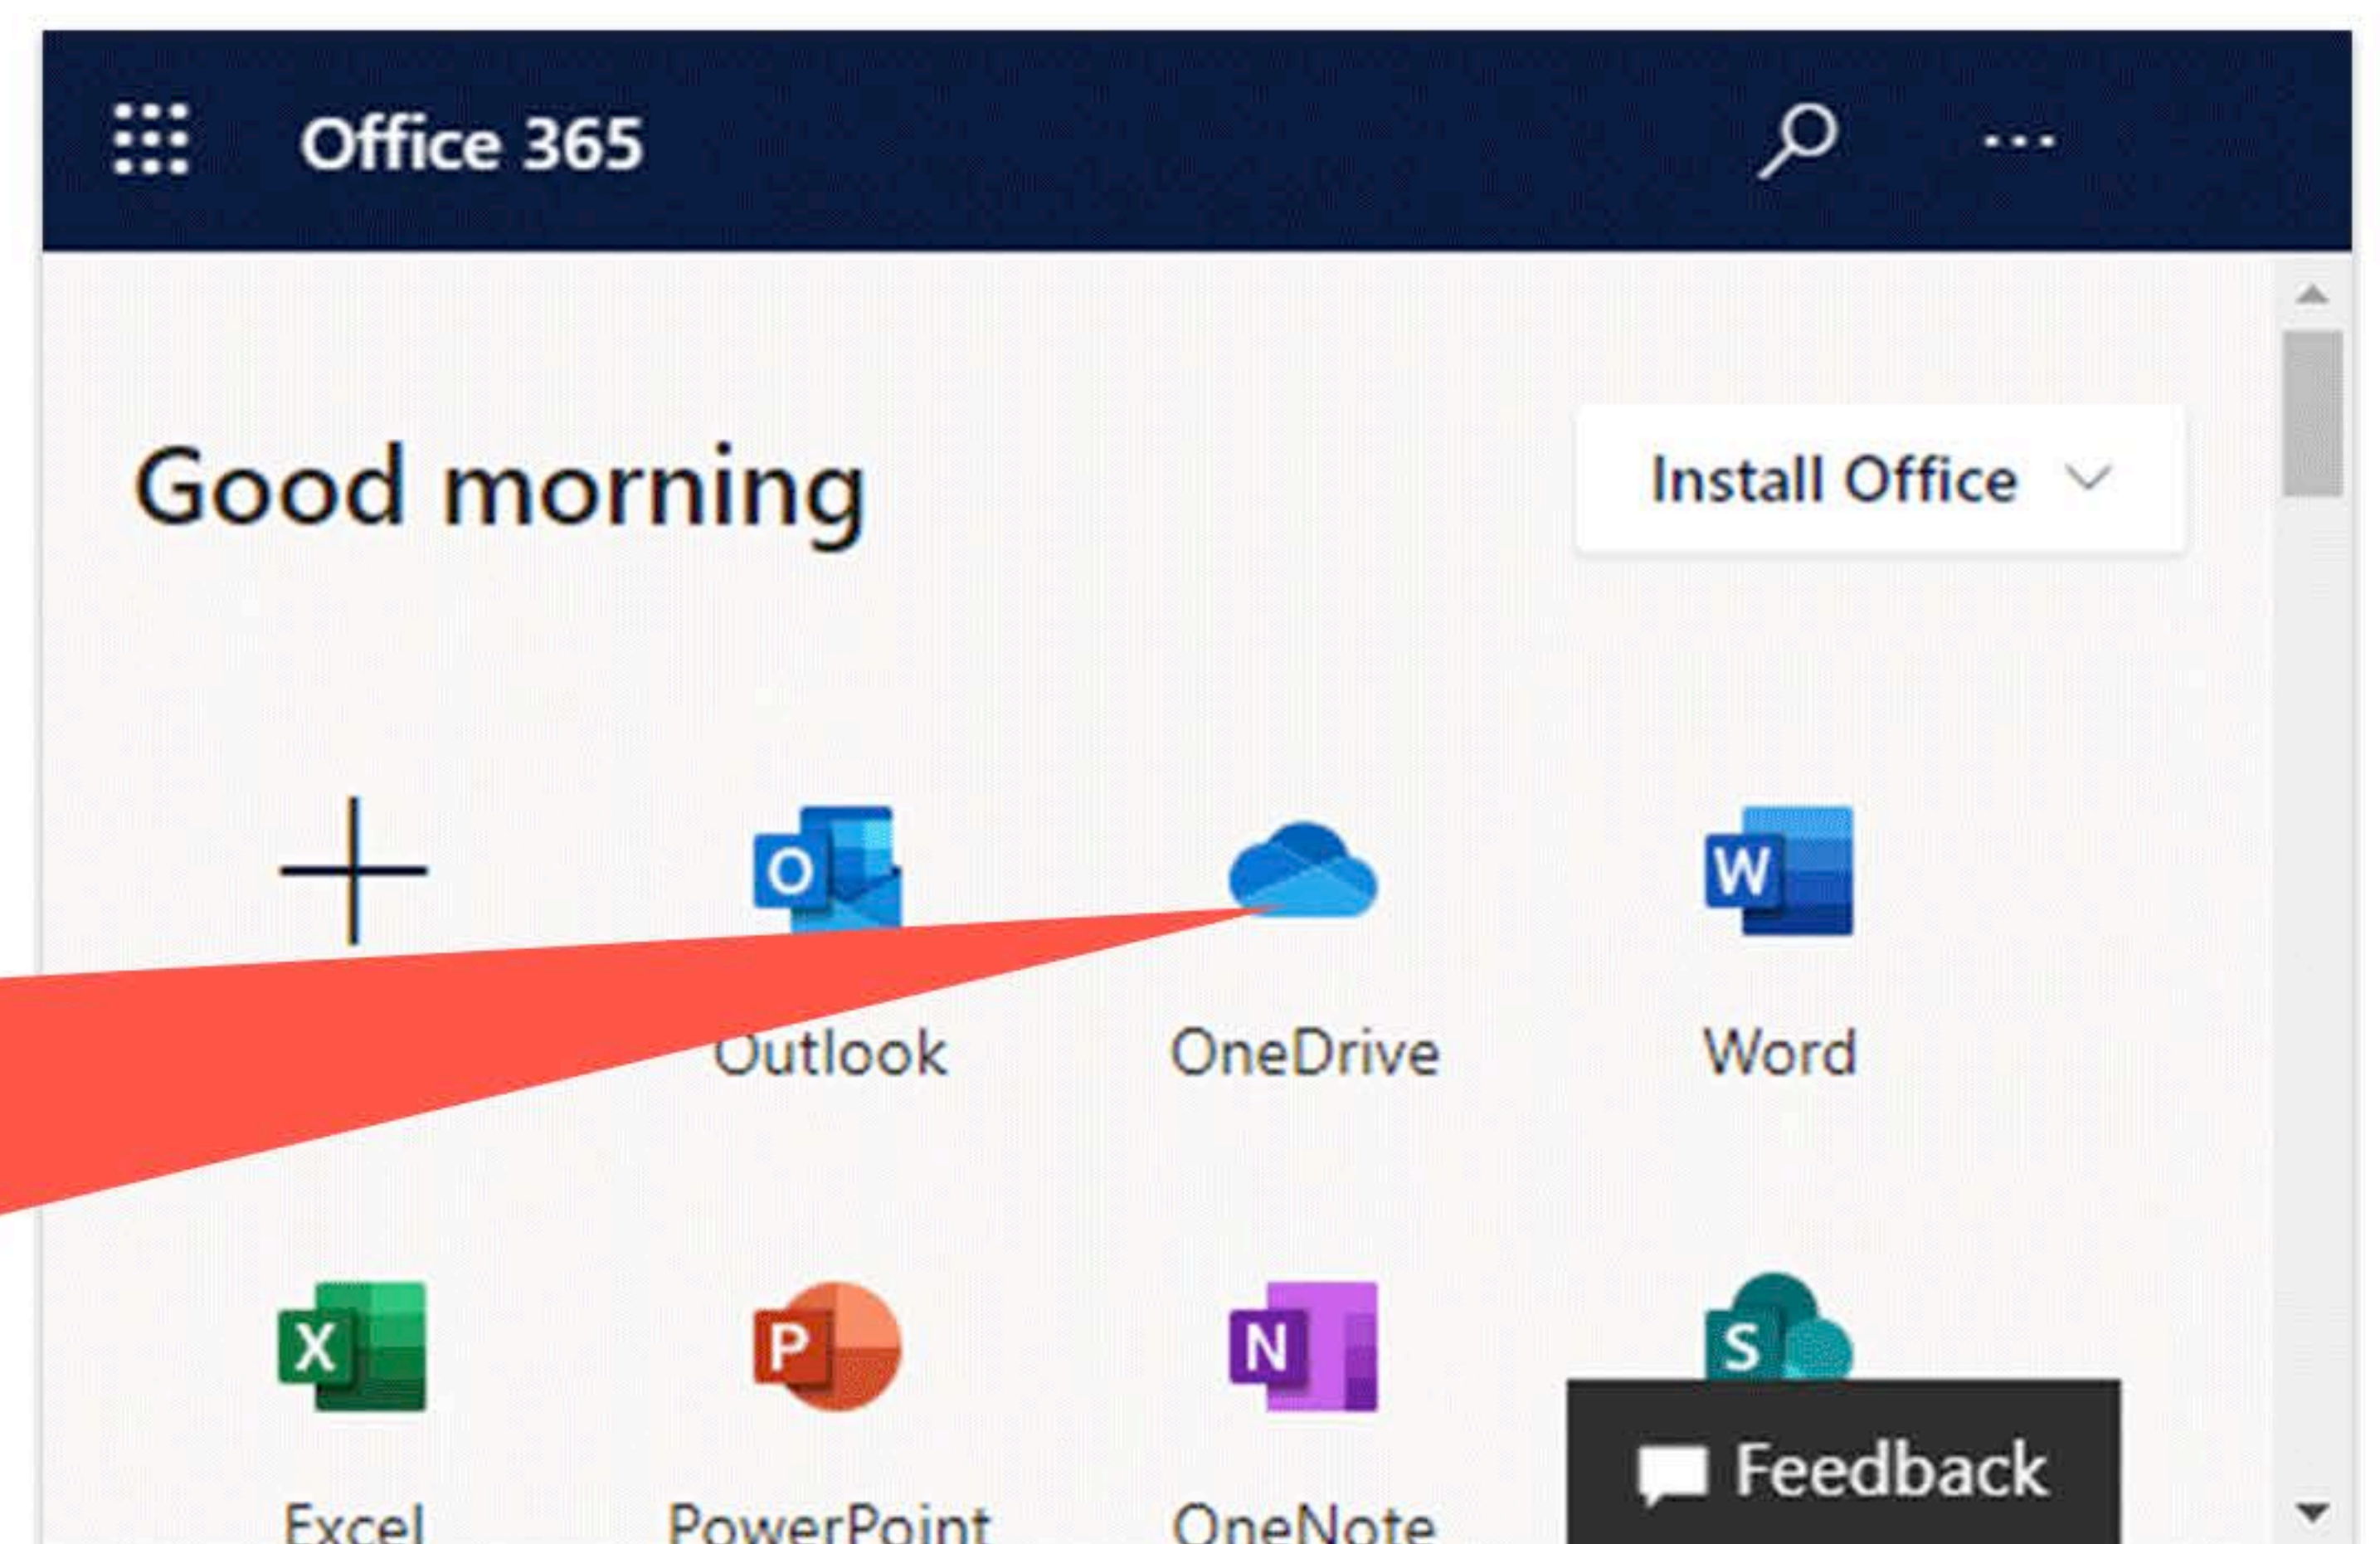 Office 365
Good morning
Install Office
O
W
Outlook
OneDrive
Word
X
P
N
S
Feedback
Excel
PowerPoint
OneNote